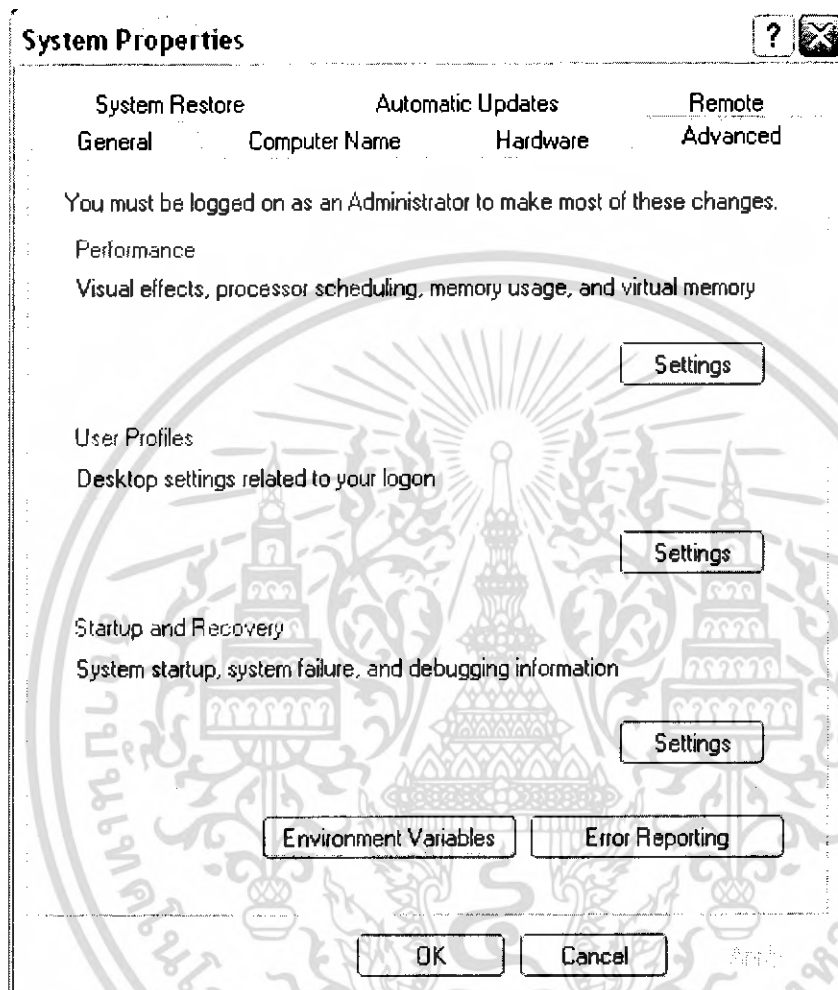 System Properties
?
System Restore Automatic Updates Remote
General Computer Name Hardware Advanced
You must be logged on as an Administrator to make most of these changes.
Performance
Visual effects, processor scheduling, memory usage, and virtual memory
Settings
User Profiles
Desktop settings related to your logon
Settings
Startup and Recovery
System startup, system failure, and debugging information
Settings
Environment Variables Error Reporting
OK Cancel Apply